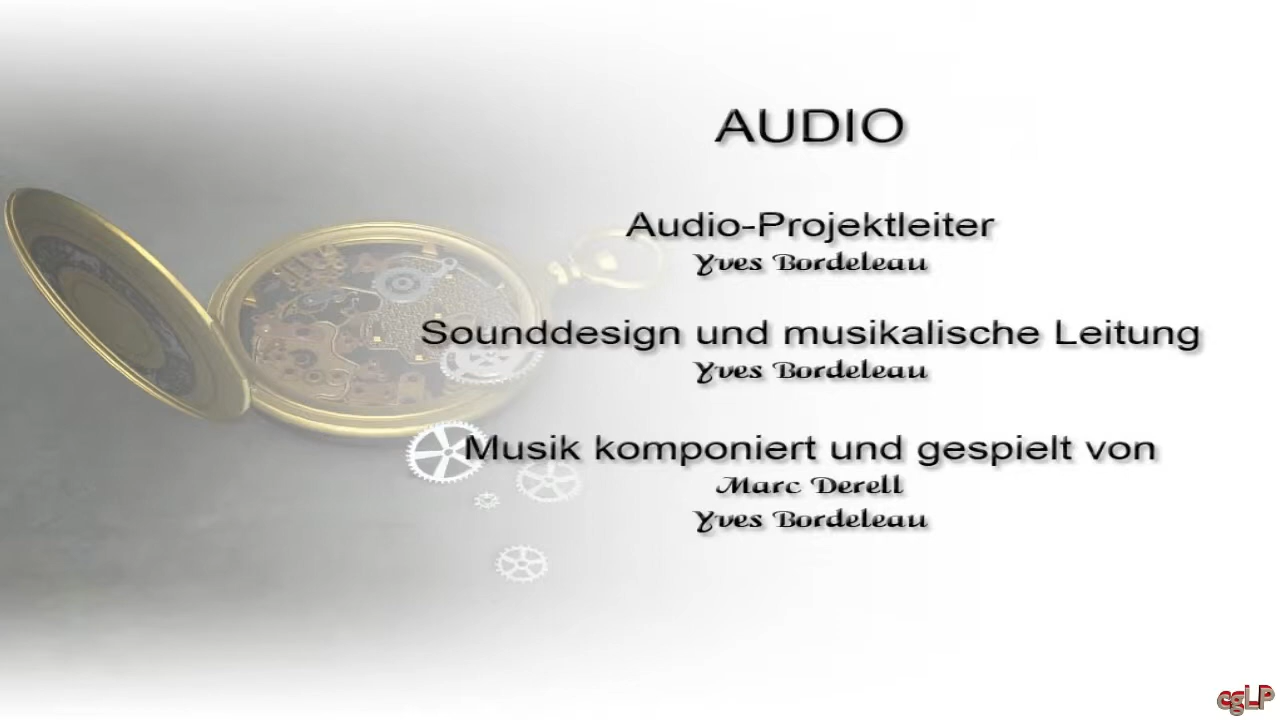 AUDIO
Audio-Projektleiter
Yves Bordeleau
Sounddesign und musikalische Leitung
Yves Bordeleau
Musik komponiert und gespielt von
Marc Derell
Yves Bordeleau
cgLP